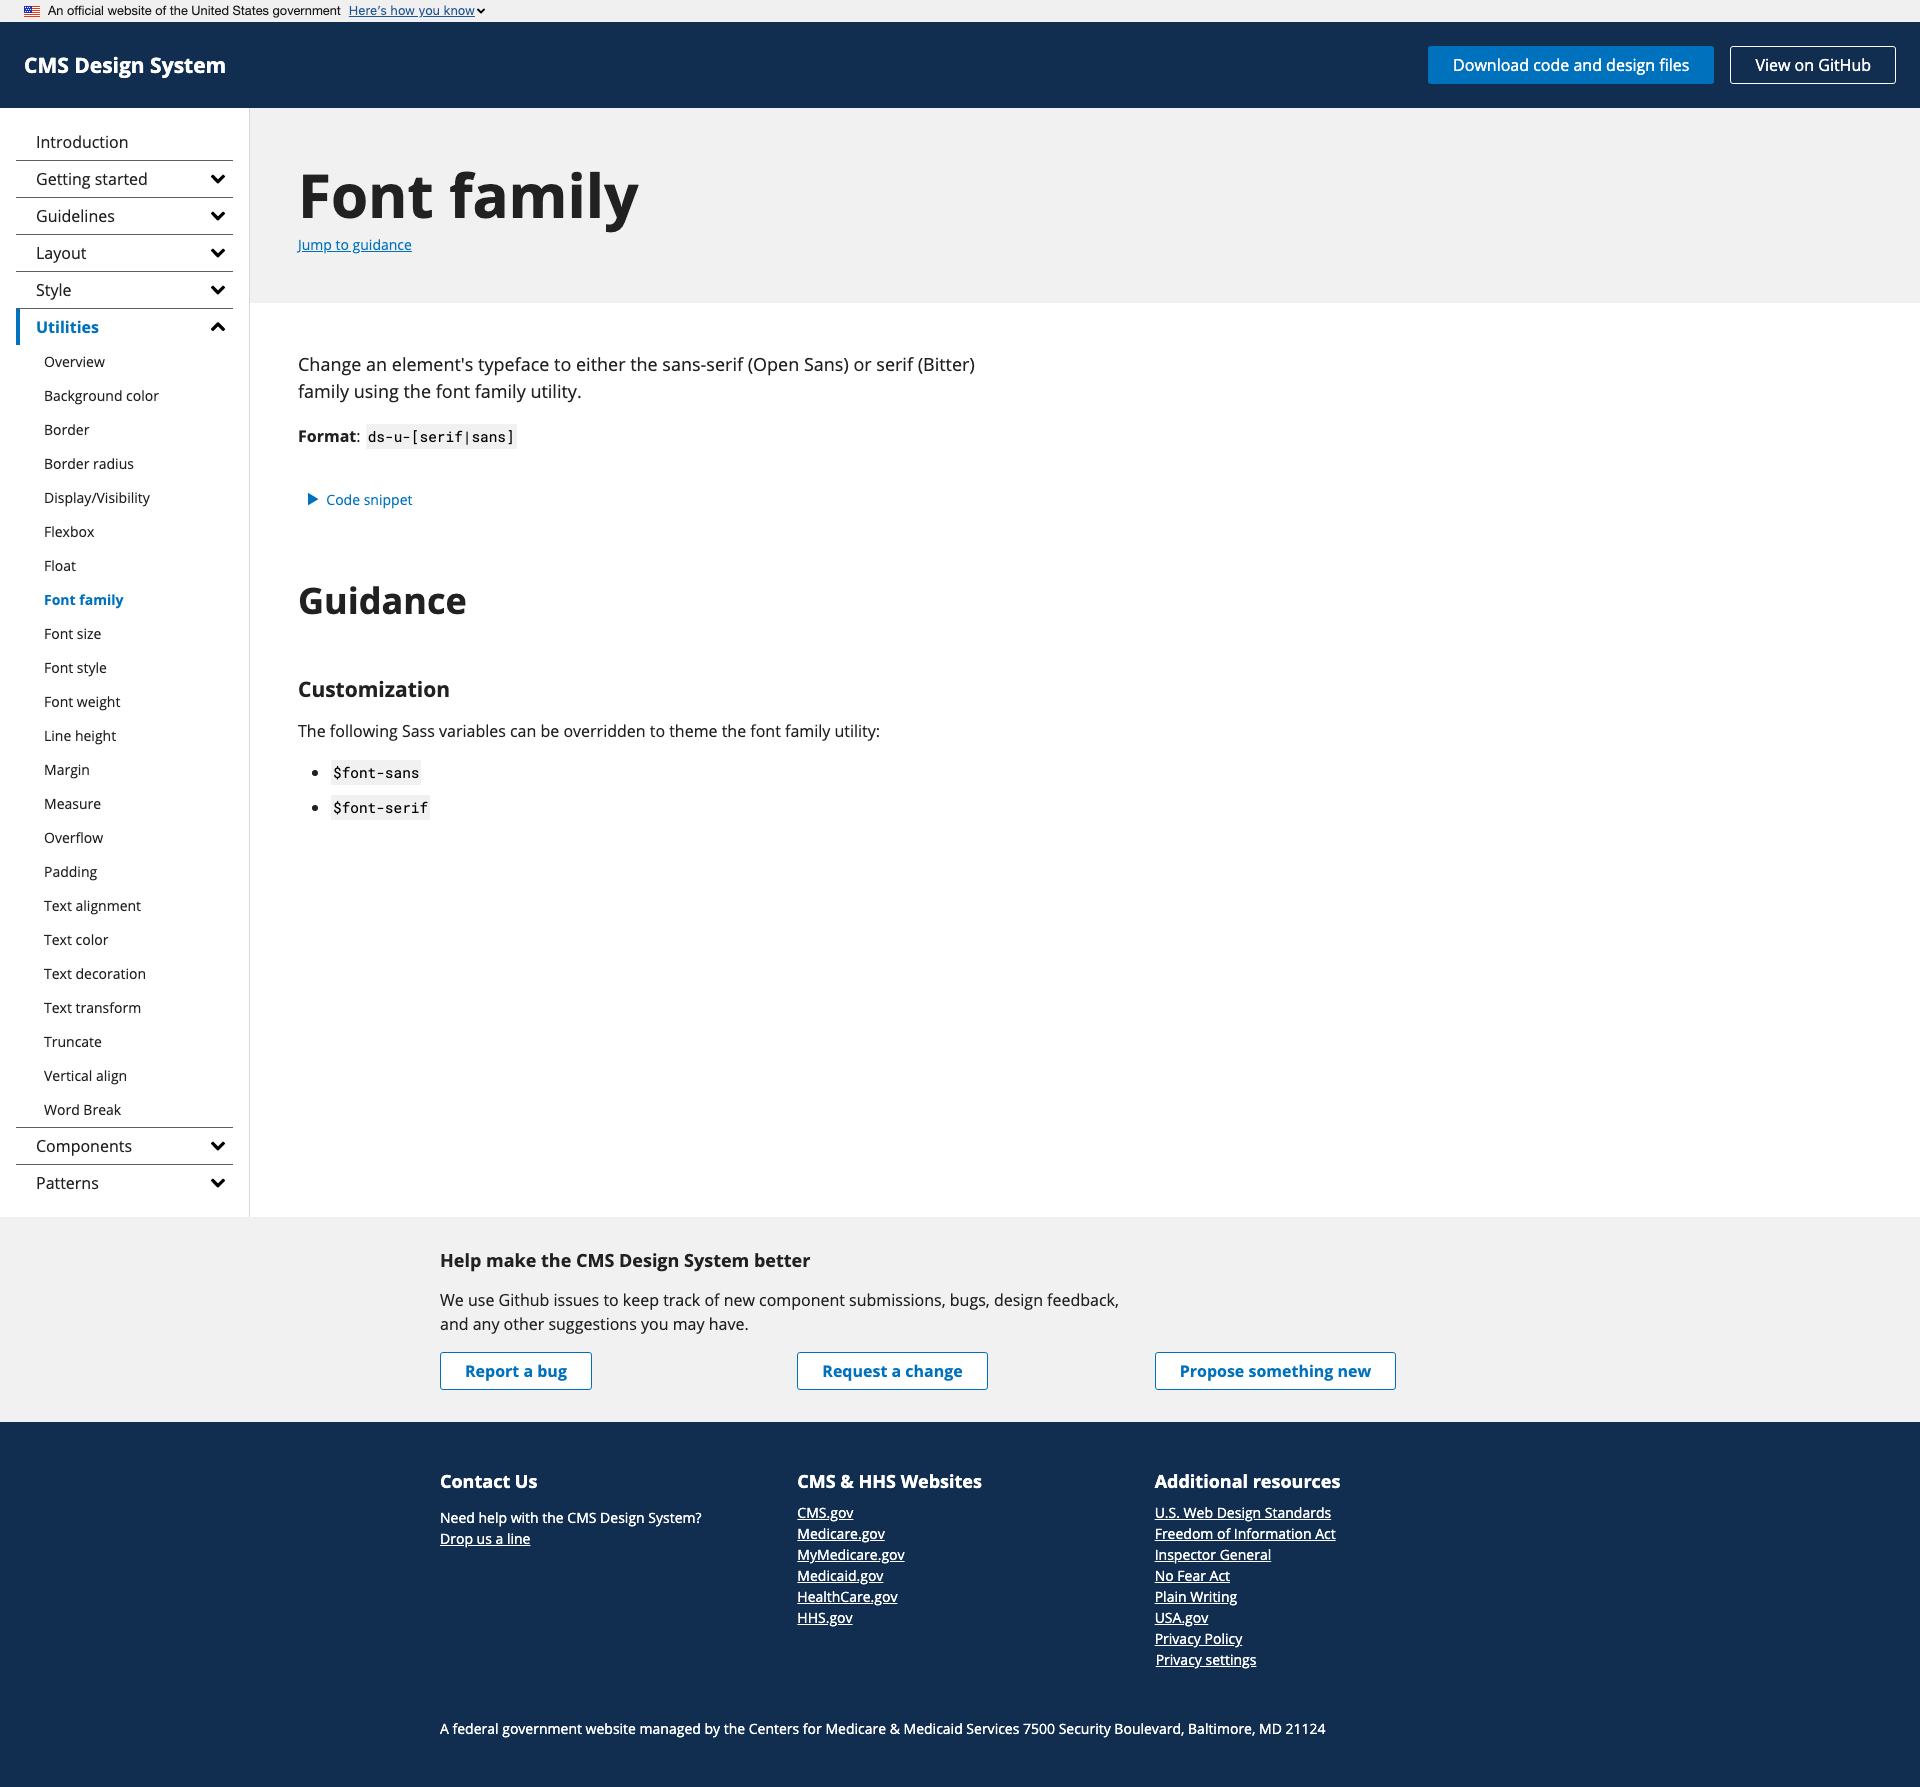 An official website of the United States government Here's how you know
CMS Design System
Download code and design files
View on GitHub
Introduction
Getting started
Guidelines
Layout
Style
Utilities
Overview
Background color
Border
Border radius
Display/Visibility
Flexbox
Float
Font family
Font size
Font style
Font weight
Line height
Margin
Measure
Overflow
Padding
Text alignment
Text color
Text decoration
Text transform
Truncate
Vertical align
Word Break
Components
Patterns
Font family
Jump to guidance
Change an element's typeface to either the sans-serif (Open Sans) or serif (Bitter)
family using the font family utility.
Format: ds-u-[serif|sans]
Code snippet
Guidance
Customization
The following Sass variables can be overridden to theme the font family utility:
$font-sans
$font-serif
Help make the CMS Design System better
We use Github issues to keep track of new component submissions, bugs, design feedback,
and any other suggestions you may have.
Report a bug
Request a change
Propose something new
Contact Us
Need help with the CMS Design System?
Drop us a line
CMS & HHS Websites
CMS.gov
Medicare.gov
MyMedicare.gov
Medicaid.gov
HealthCare.gov
HHS.gov
Additional resources
U.S. Web Design Standards
Freedom of Information Act
Inspector General
No Fear Act
Plain Writing
USA.gov
Privacy Policy
Privacy settings
A federal government website managed by the Centers for Medicare & Medicaid Services 7500 Security Boulevard, Baltimore, MD 21124